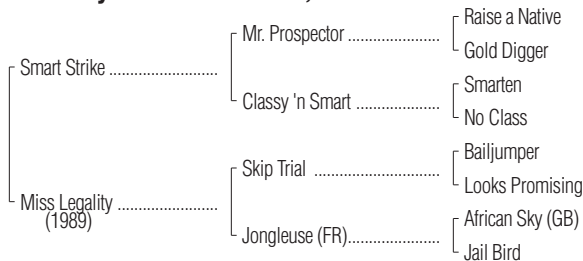 Raise a Native
Mr. Prospector ..................
Gold Digger
Smart Strike .....................
Smarten
Classy 'n Smart ................
No Class
Bailjumper
Skip Trial .........................
Looks Promising
Miss Legality ...................
(1989)
African Sky (GB)
Jongleuse (FR)..................
Jail Bird